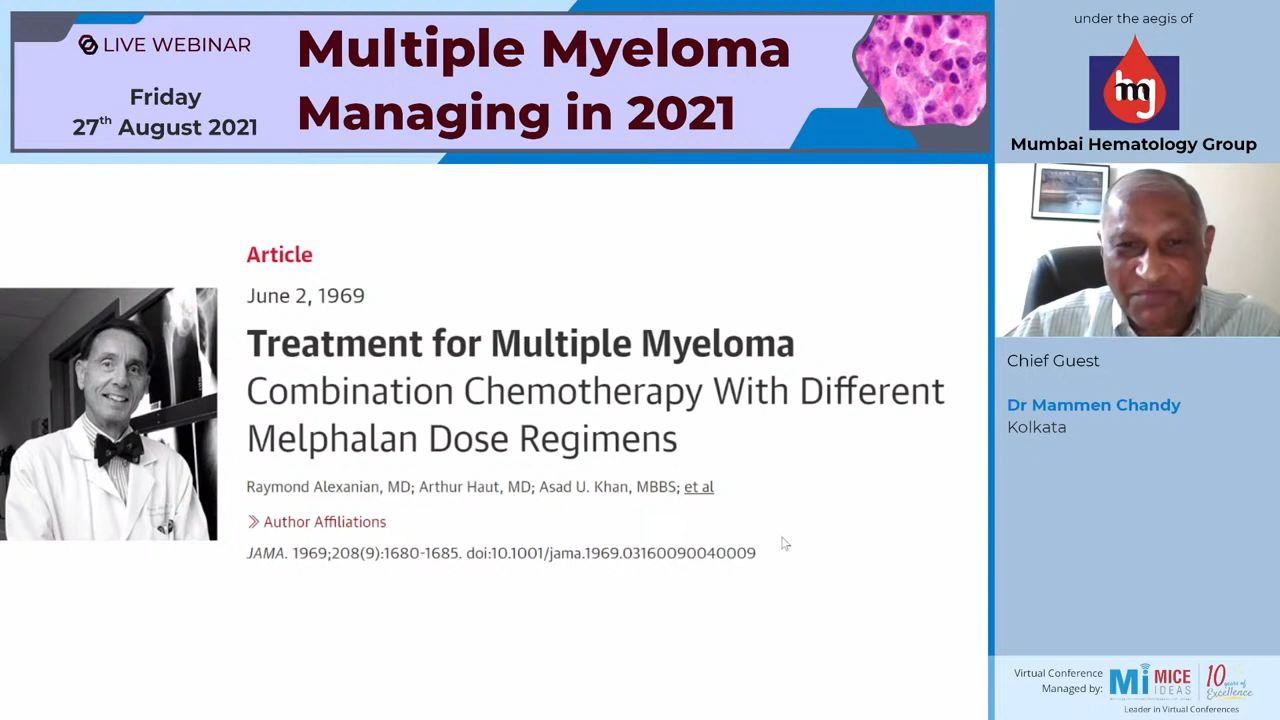 LIVE WEBINAR
Friday
27th August 2021
Multiple Myeloma
Managing in 2021
under the aegis of
hmg
Mumbai Hematology Group
Article
June 2, 1969
Treatment for Multiple Myeloma
Combination Chemotherapy With Different
Melphalan Dose Regimens
Raymond Alexanian, MD; Arthur Haut, MD; Asad U. Khan, MBBS; et al
Author Affiliations
JAMA. 1969;208(9):1680-1685. doi:10.1001/jama.1969.03160090040009
Chief Guest
Dr Mammen Chandy
Kolkata
Virtual Conference
Managed by:
Mi MICE IDEAS
10 years of Excellence
Leader in Virtual Conferences